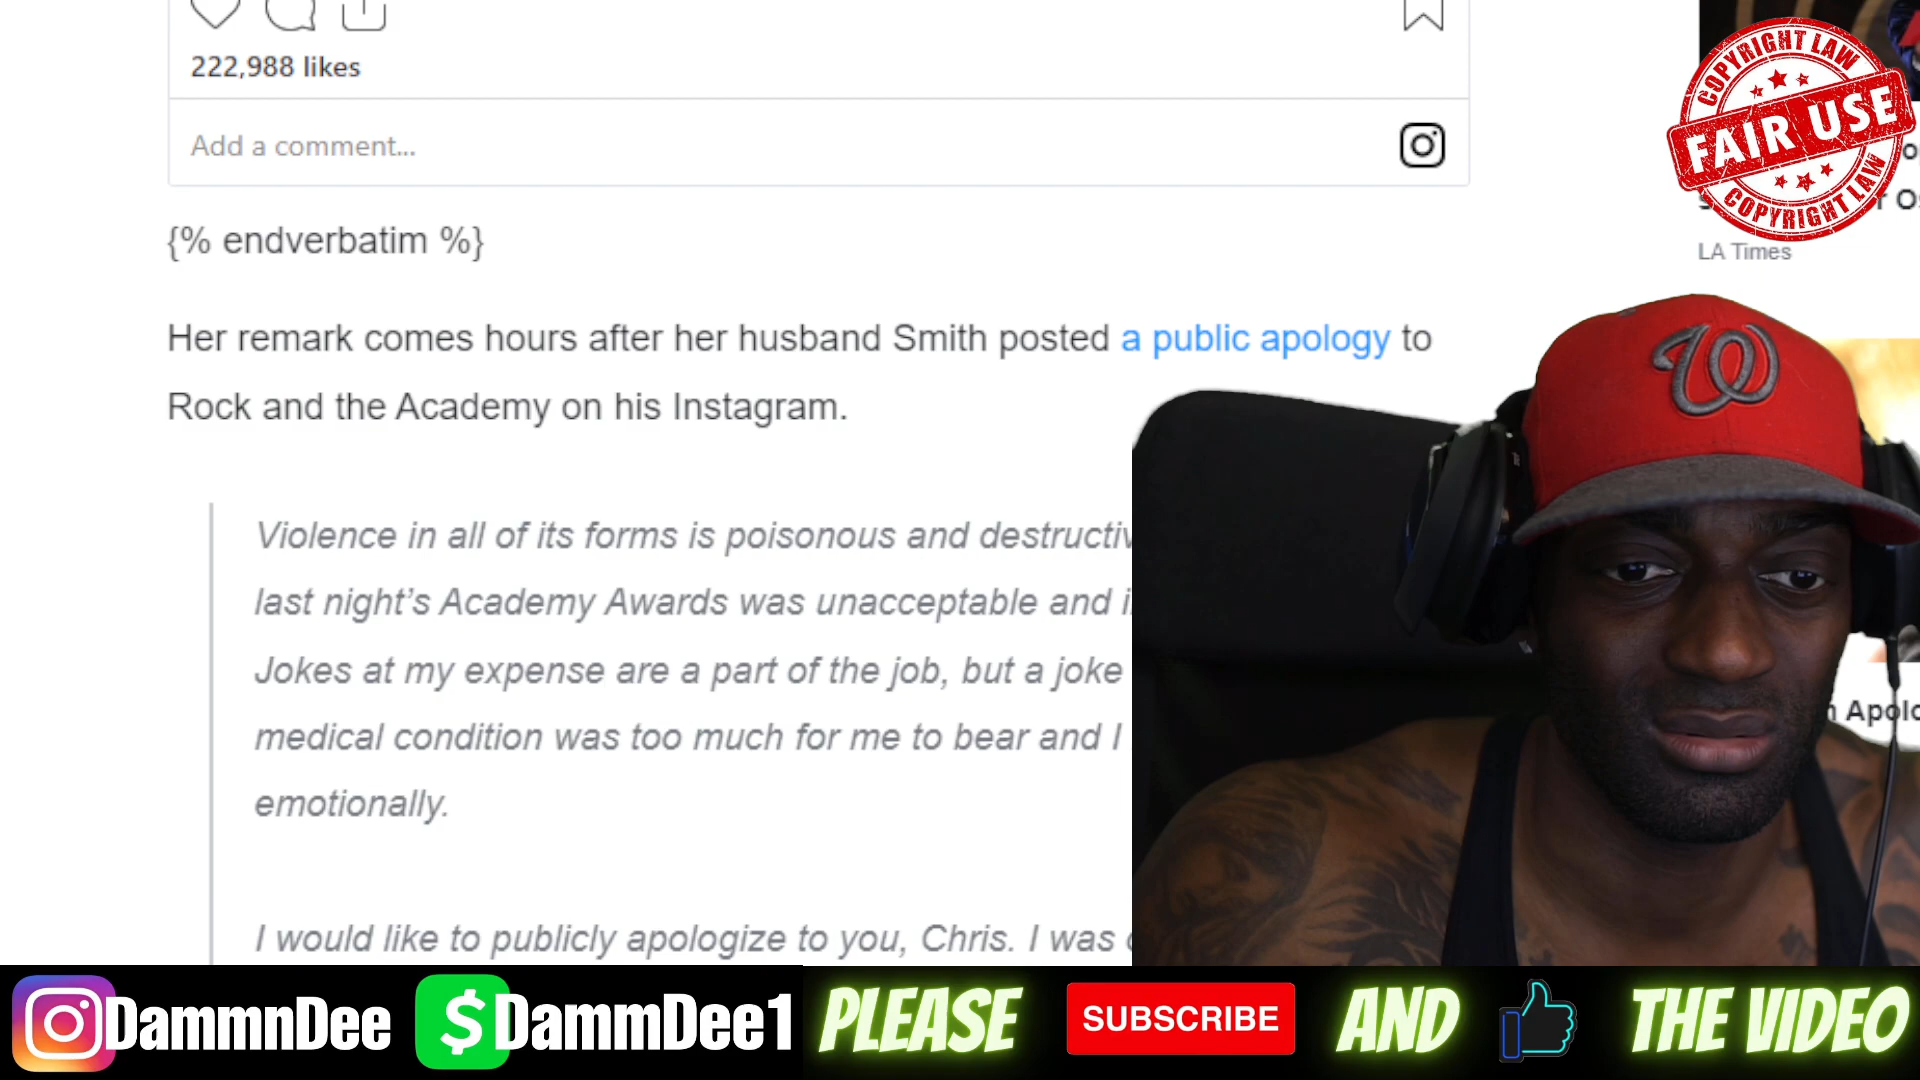 222,988 likes
Add a comment...
{% endverbatim %}
Her remark comes hours after her husband Smith posted a public apology to
Rock and the Academy on his Instagram.
Violence in all of its forms is poisonous and
last night's Academy Awards was unacceptable and
Jokes at my expense are a part of the job, but a joke
medical condition was too much for me to bear and I
emotionally.
I would like to publicly apologize to you, Chris. I was
COPYRIGHT LAW
FAIR USE
COPYRIGHT LAW
LA Times
W
DammnDee
$
DammDee1
PLEASE
SUBSCRIBE
AND
THE VIDEO